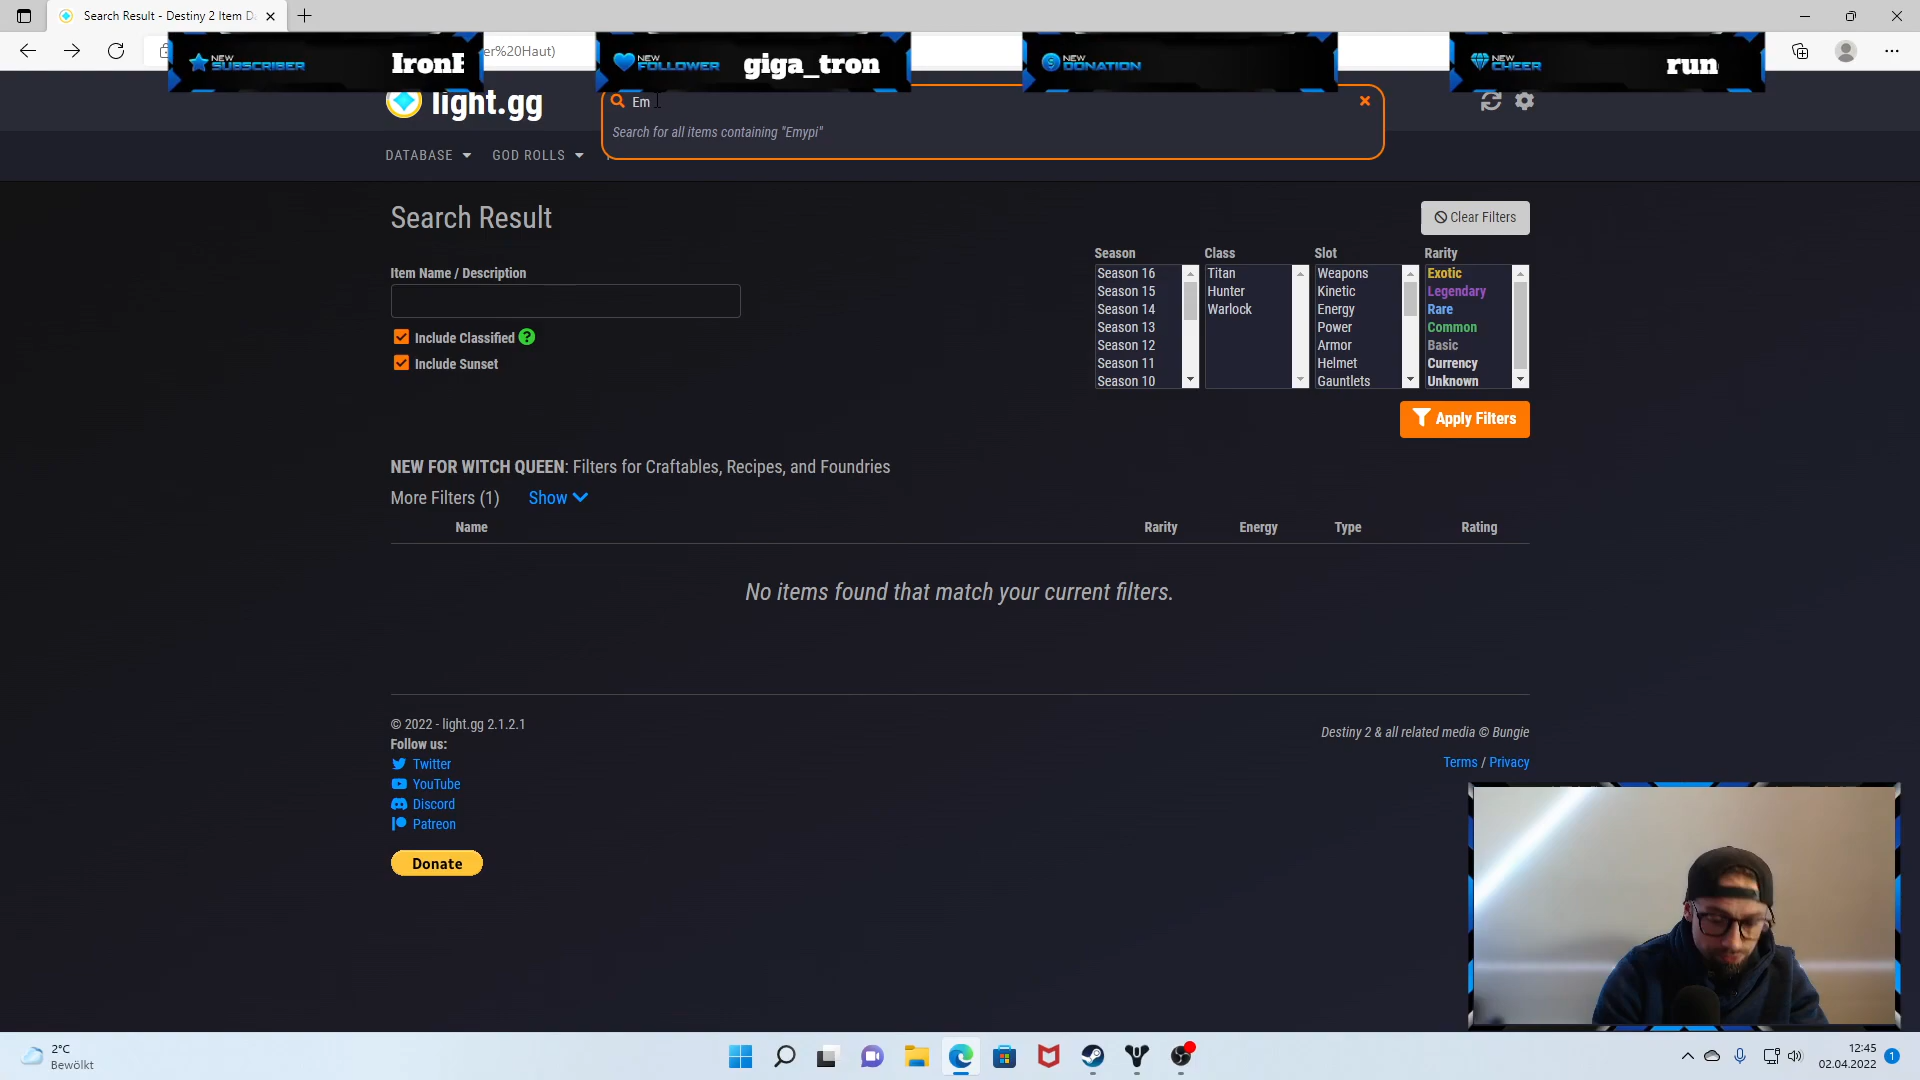 Search Result - Destiny 2 Item D
er%20Haut)
NEW SUBSCRIBER
NEW FOLLOWER giga_tron
NEW DONATION
NEW CHEER run
light.gg
Em
Search for all items containing "Emypi"
DATABASE
GOD ROLLS
Search Result
Clear Filters
Item Name / Description
Include Classified
Include Sunset
Season
Season 16
Season 15
Season 14
Season 13
Season 12
Season 11
Season 10
Class
Titan
Hunter
Warlock
Slot
Weapons
Kinetic
Energy
Power
Armor
Helmet
Gauntlets
Rarity
Exotic
Legendary
Rare
Common
Basic
Currency
Unknown
Apply Filters
NEW FOR WITCH QUEEN: Filters for Craftables, Recipes, and Foundries
More Filters (1) Show
Name Rarity Energy Type Rating
No items found that match your current filters.
© 2022 - light.gg 2.1.2.1
Follow us:
Twitter
YouTube
Discord
Patreon
Donate
Destiny 2 & all related media © Bungie
Terms / Privacy
2°C
Bewölkt
12:45
02.04.2022
1